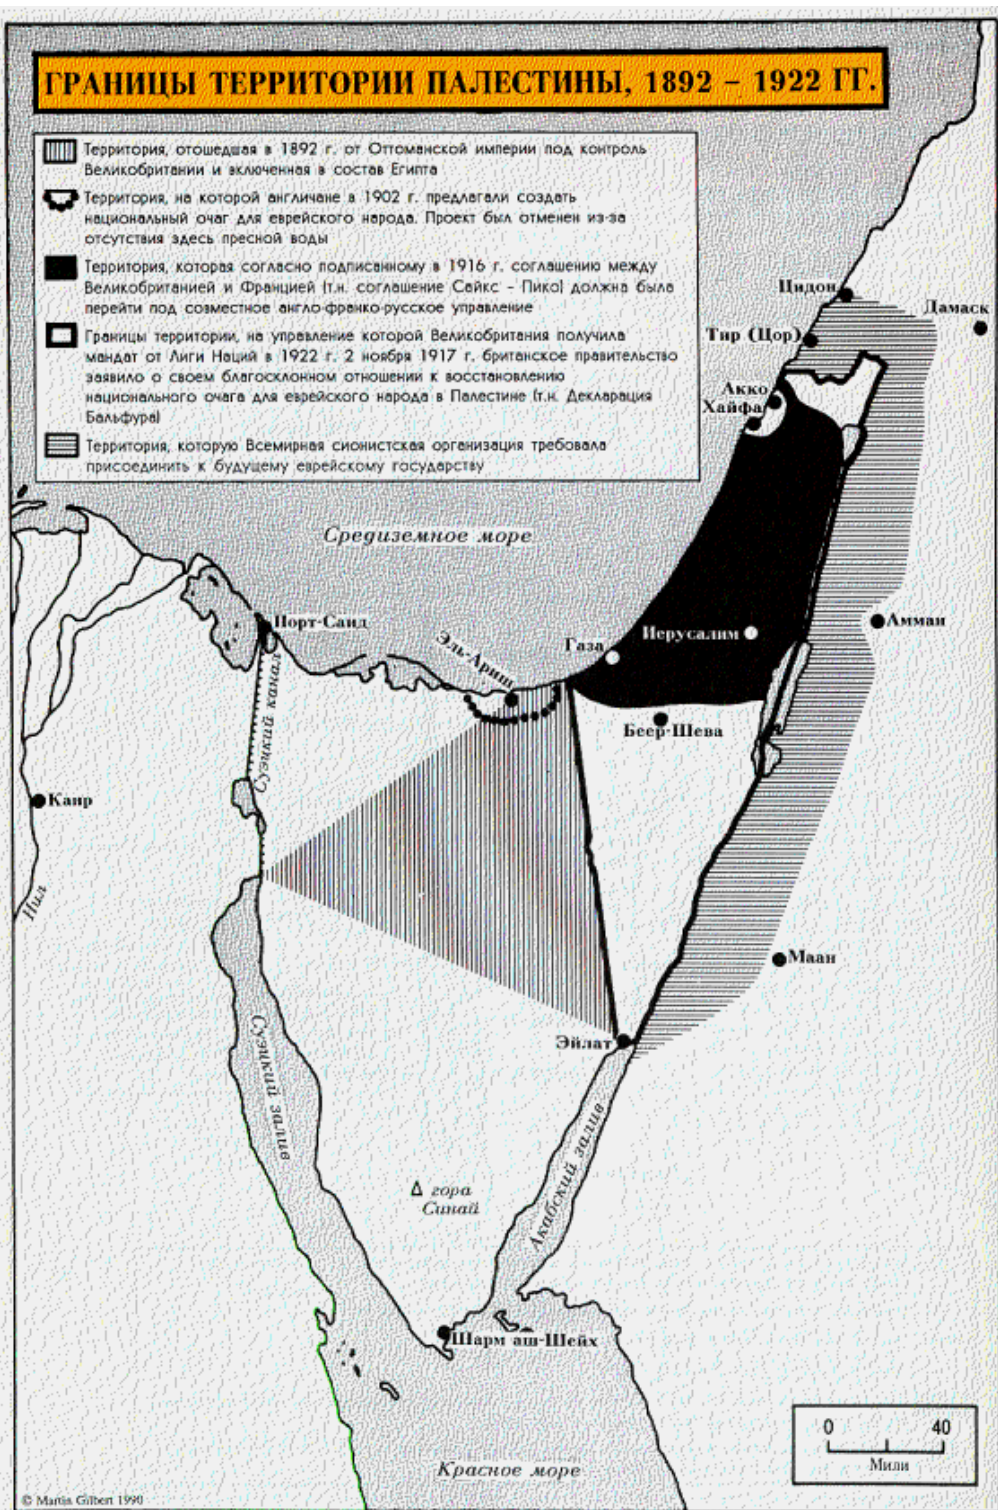 ГРАНИЦЫ ТЕРРИТОРИИ ПАЛЕСТИНЫ, 1892 – 1922 ГГ.
Территория, отошедшая в 1892 г. от Оттоманской империи под контроль
Великобритании и включенная в состав Египта
Территория, на которой англичане в 1902 г. предлагали создать
национальный очаг для еврейского народа. Проект был отменен из-за
отсутствия здесь пресной воды
Территория, которая согласно подписанному в 1916 г. соглашению между
Великобританией и Францией (т.н. соглашение Сайкс – Пико) должна была
перейти под совместное англо-франко-русское управление
Границы территории, на управление которой Великобритания получила
мандат от Лиги Наций в 1922 г. 2 ноября 1917 г. британское правительство
заявило о своем благосклонном отношении к восстановлению
национального очага для еврейского народа в Палестине (т.н. Декларация
Бальфура)
Территория, которую Всемирная сионистская организация требовала
присоединить к будущему еврейскому государству
Цидон
Дамаск
Тир (Цор)
Акко
Хайфа
Средиземное море
Порт-Саид
Эль-Ариш
Газа
Иерусалим
Амман
Беер-Шева
Суэцкий канал
Каир
Нил
Маан
Эйлат
Суэцкий залив
Акабский залив
гора
Синай
Шарм аш-Шейх
0 40
Мили
Красное море
© Martin Gilbert 1990